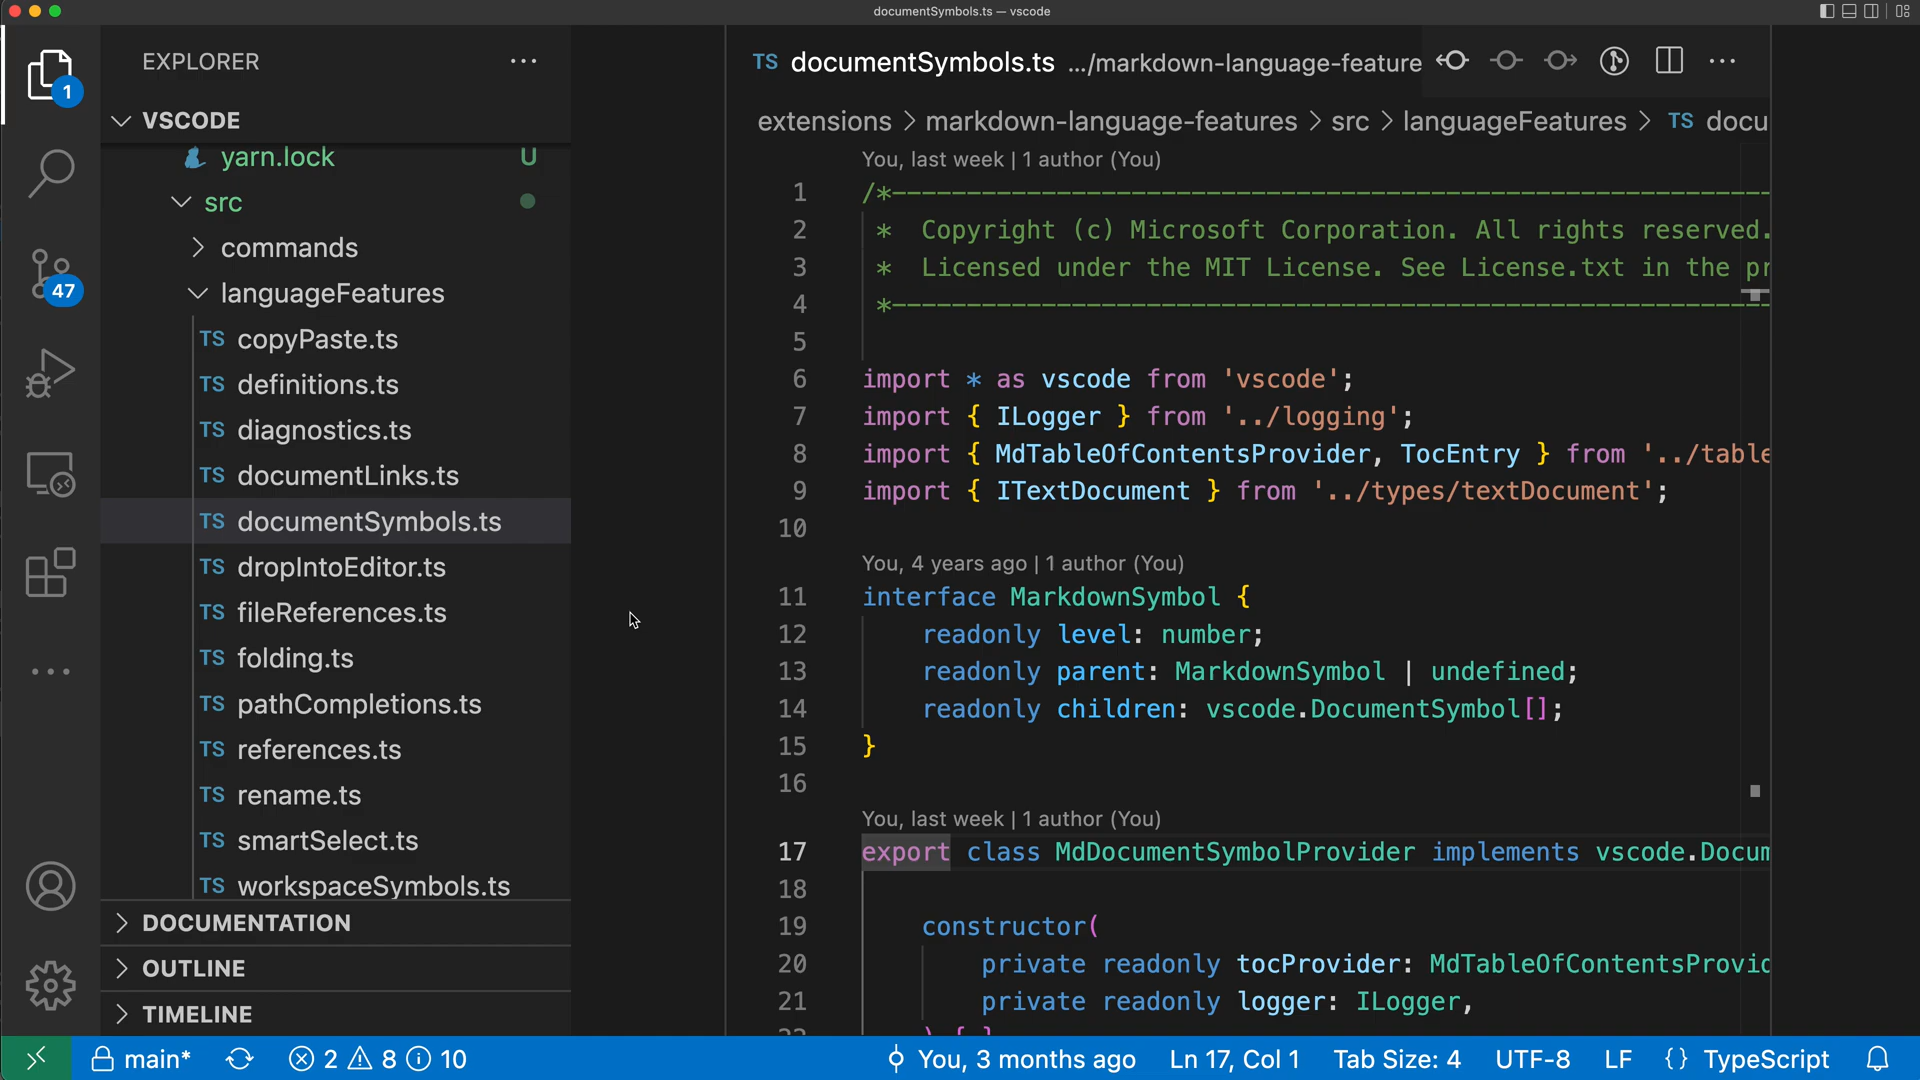 documentSymbols.ts — vscode
EXPLORER
1
VSCODE
yarn.lock U
src
commands
languageFeatures
47
TS copyPaste.ts
TS definitions.ts
TS diagnostics.ts
TS documentLinks.ts
TS documentSymbols.ts
TS dropIntoEditor.ts
TS fileReferences.ts
TS folding.ts
TS pathCompletions.ts
TS references.ts
TS rename.ts
TS smartSelect.ts
TS workspaceSymbols.ts
DOCUMENTATION
OUTLINE
TIMELINE
TS documentSymbols.ts .../markdown-language-feature
extensions > markdown-language-features > src > languageFeatures > TS docu
You, last week | 1 author (You)
1 /*---------------------------------------------------------------
2 *  Copyright (c) Microsoft Corporation. All rights reserved.
3 *  Licensed under the MIT License. See License.txt in the pr
4 *---------------------------------------------------------------
5
6 import * as vscode from 'vscode';
7 import { ILogger } from '../logging';
8 import { MdTableOfContentsProvider, TocEntry } from '../table
9 import { ITextDocument } from '../types/textDocument';
10
You, 4 years ago | 1 author (You)
11 interface MarkdownSymbol {
12 readonly level: number;
13 readonly parent: MarkdownSymbol | undefined;
14 readonly children: vscode.DocumentSymbol[];
15 }
16
You, last week | 1 author (You)
17 export class MdDocumentSymbolProvider implements vscode.Docum
18
19 constructor(
20 private readonly tocProvider: MdTableOfContentsProvid
21 private readonly logger: ILogger,
22 ) { }
main* 2 8 10 You, 3 months ago Ln 17, Col 1 Tab Size: 4 UTF-8 LF {} TypeScript